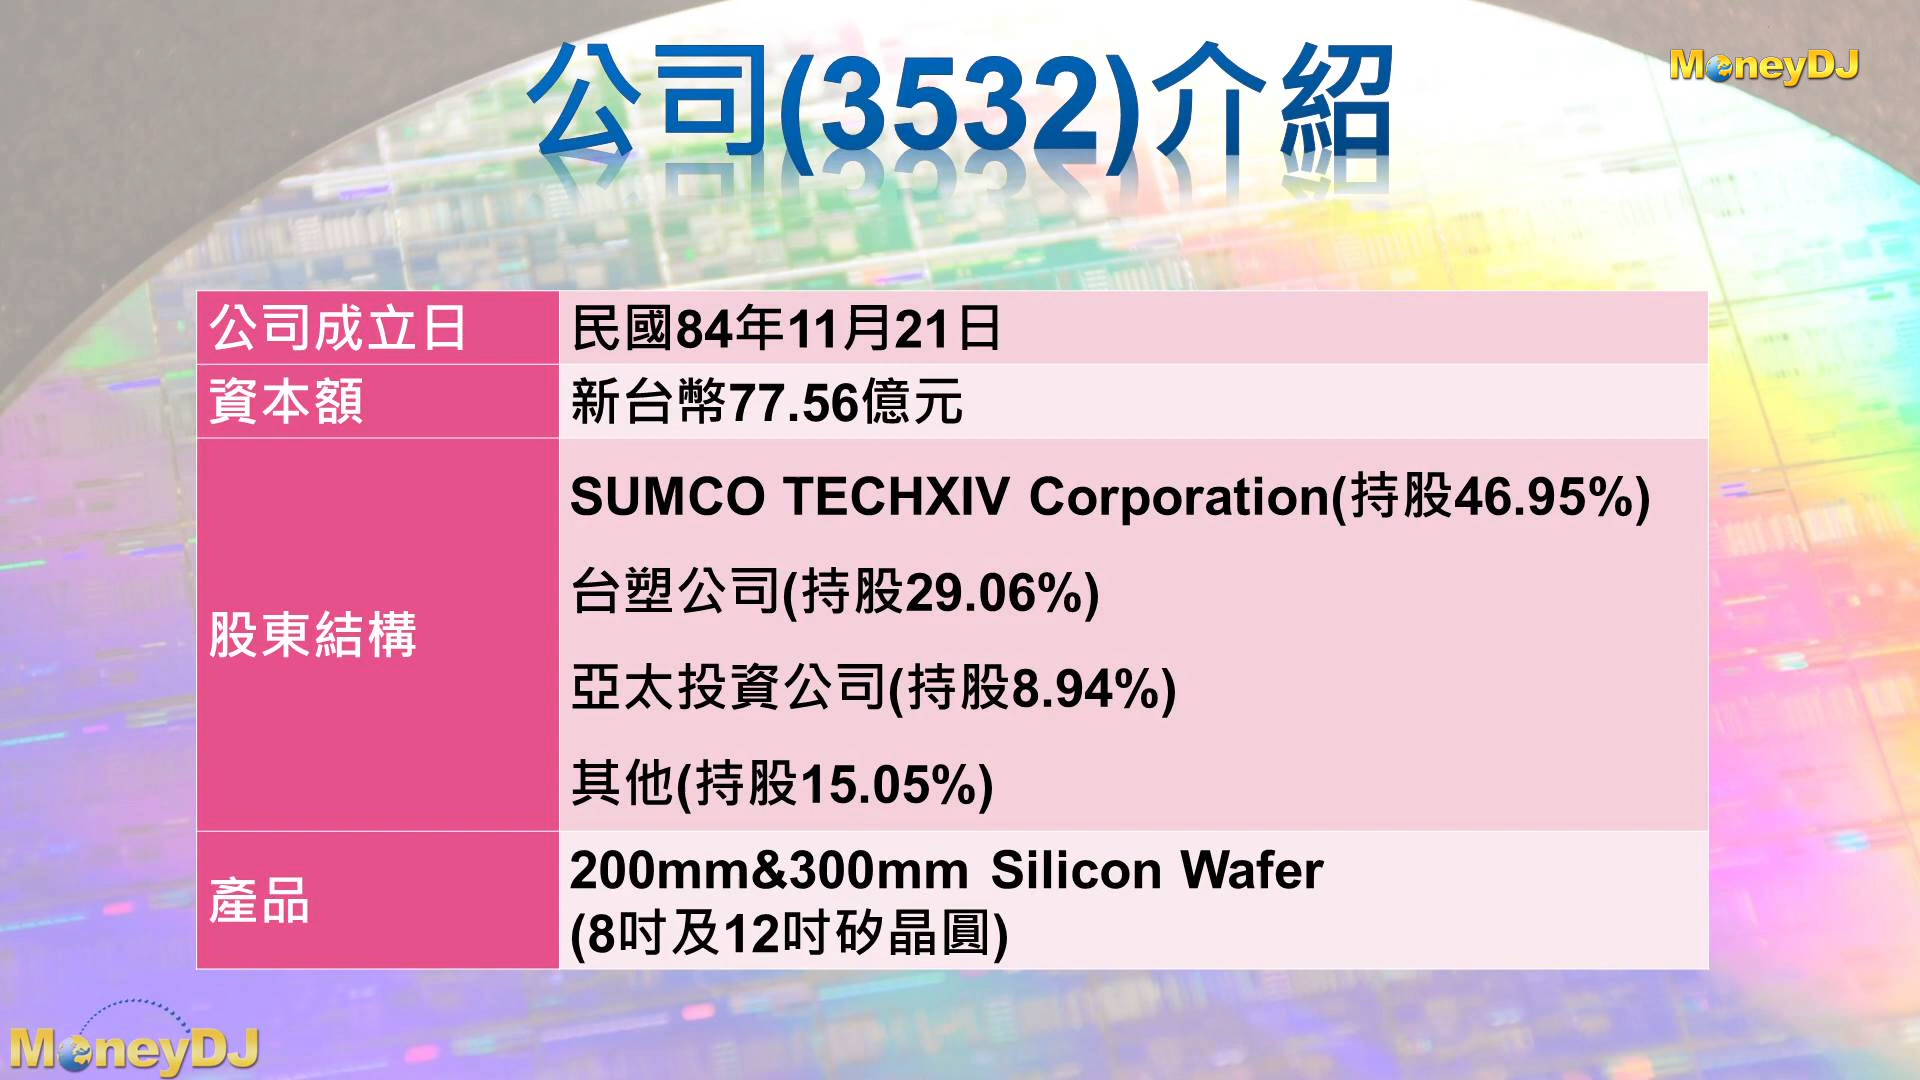 公司(3532)介紹
MoneyDJ
公司成立日
民國84年11月21日
資本額
新台幣77.56億元
股東結構
SUMCO TECHXIV Corporation(持股46.95%)
台塑公司(持股29.06%)
亞太投資公司(持股8.94%)
其他(持股15.05%)
產品
200mm&300mm Silicon Wafer
(8吋及12吋矽晶圓)
MoneyDJ